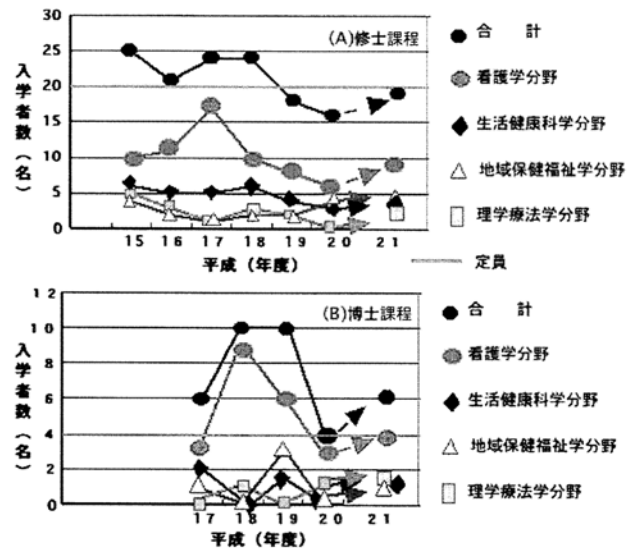 30
25
20
15
10
5
0
入学者数(名)
(A)修士課程
15 16 17 18 19 20 21
平成(年度)
合 計
看護学分野
生活健康科学分野
地域保健福祉学分野
理学療法学分野
定員
12
10
8
6
4
2
0
入学者数(名)
(B)博士課程
17 18 19 20 21
平成(年度)
合 計
看護学分野
生活健康科学分野
地域保健福祉学分野
理学療法学分野